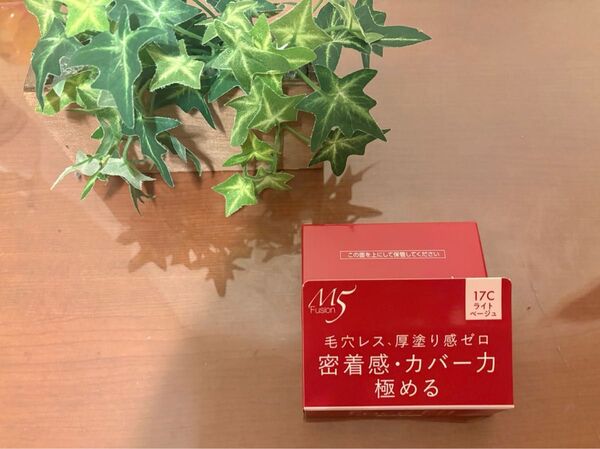 この面を上にして保管してください
M5
Fusion
17C
ライト
ベージュ
毛穴レス、厚塗り感ゼロ
密着感・カバー力
極める